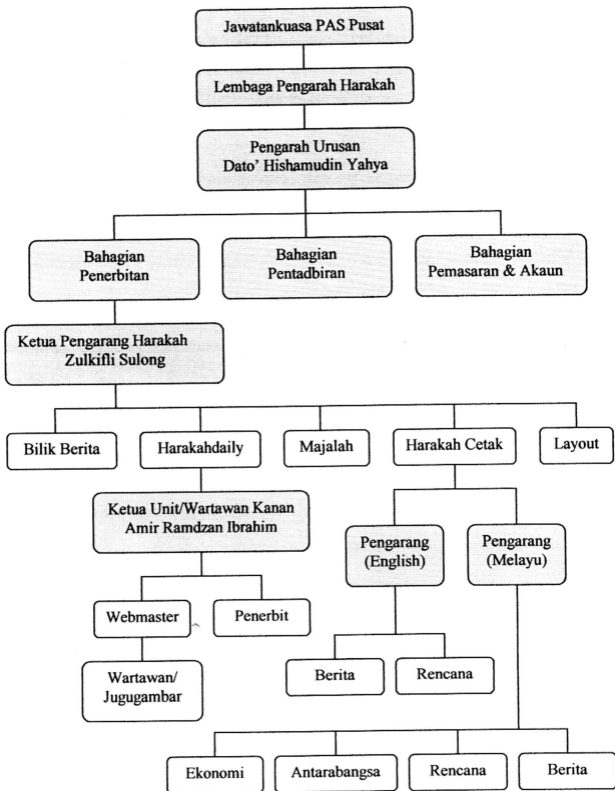 Jawatankuasa PAS Pusat
Lembaga Pengarah Harakah
Pengarah Urusan
Dato' Hishamudin Yahya
Bahagian
Penerbitan
Bahagian
Pentadbiran
Bahagian
Pemasaran & Akaun
Ketua Pengarang Harakah
Zulkifli Sulong
Bilik Berita
Harakahdaily
Majalah
Harakah Cetak
Layout
Ketua Unit/Wartawan Kanan
Amir Ramdzan Ibrahim
Pengarang
(English)
Pengarang
(Melayu)
Webmaster
Penerbit
Wartawan/
Jugugambar
Berita
Rencana
Ekonomi
Antarabangsa
Rencana
Berita